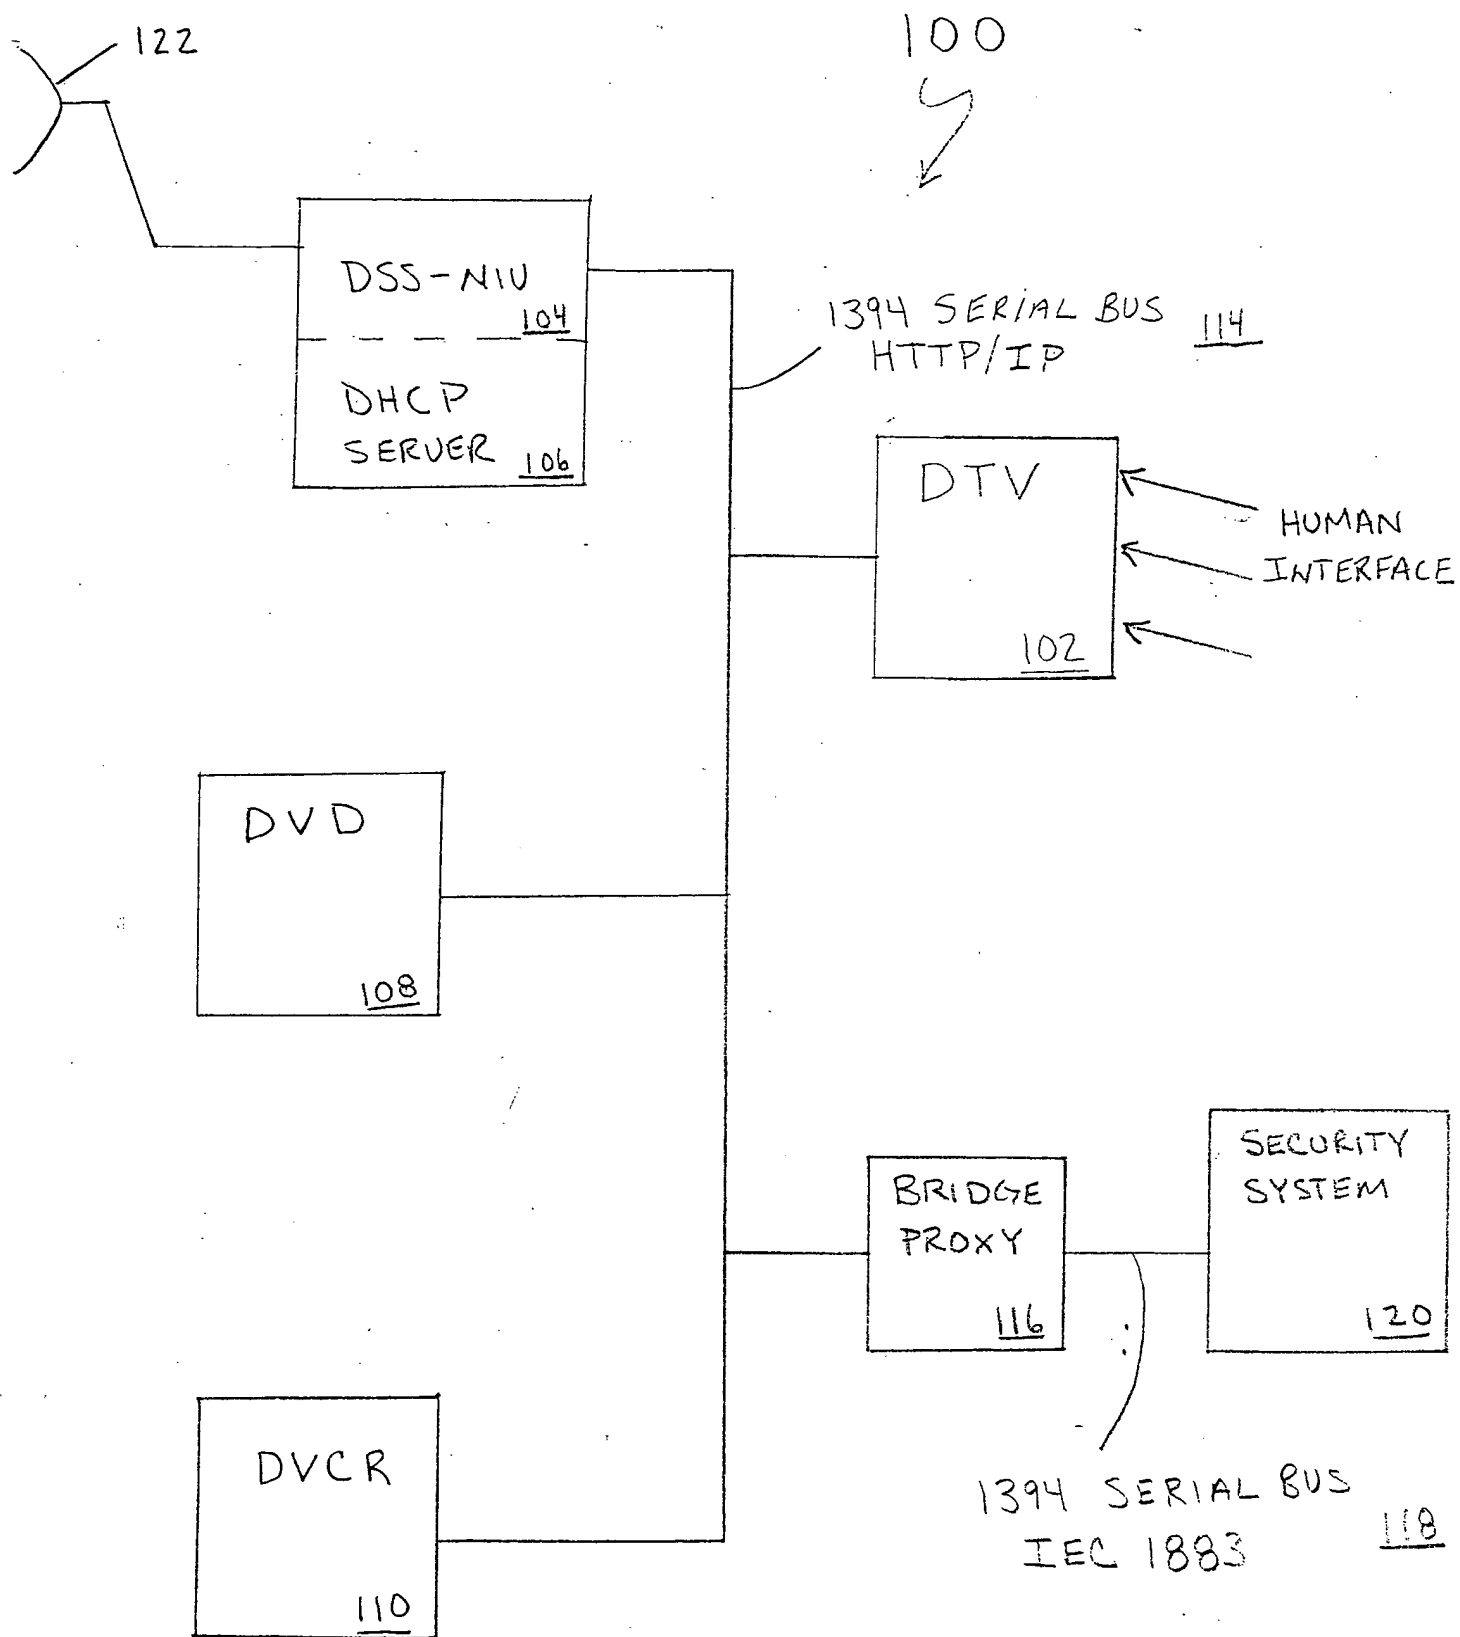 122
100
DSS-NIU
104
DHCP
SERVER
106
1394 SERIAL BUS
HTTP/IP
114
DTV
102
HUMAN
INTERFACE
DVD
108
BRIDGE
PROXY
116
SECURITY
SYSTEM
120
DVCR
110
1394 SERIAL BUS
IEC 1883
118